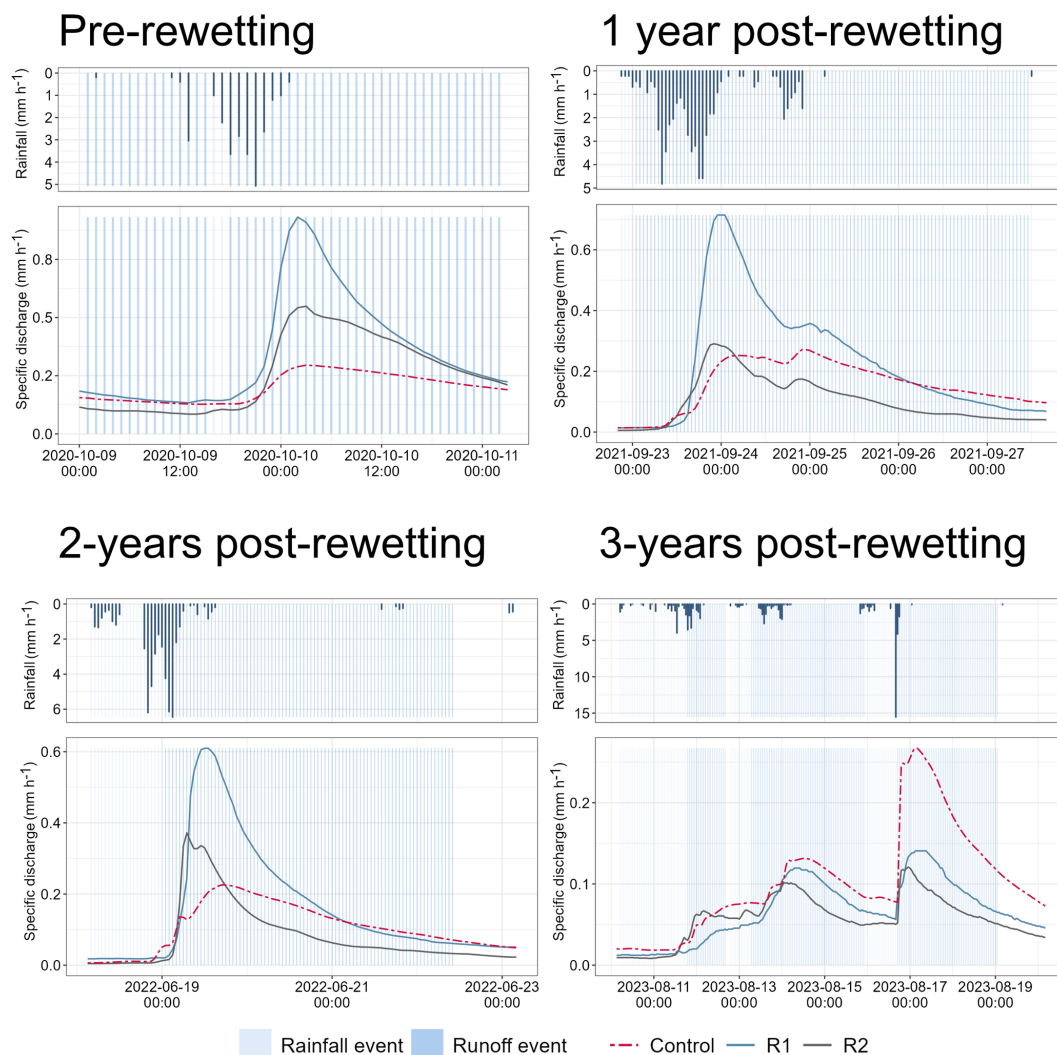 Pre-rewetting
1 year post-rewetting
Rainfall (mm h-1)
0
1
2
3
4
5
Rainfall (mm h-1)
0
1
2
3
4
5
Specific discharge (mm h-1)
0.8
0.5
0.2
0.0
2020-10-09 2020-10-09 2020-10-10 2020-10-10 2020-10-11
00:00 12:00 00:00 12:00 00:00
Specific discharge (mm h-1)
0.6
0.4
0.2
0.0
2021-09-23 2021-09-24 2021-09-25 2021-09-26 2021-09-27
00:00 00:00 00:00 00:00 00:00
2-years post-rewetting
3-years post-rewetting
Rainfall (mm h-1)
0
2
4
6
Rainfall (mm h-1)
0
5
10
15
Specific discharge (mm h-1)
0.6
0.4
0.2
0.0
2022-06-19 2022-06-21 2022-06-23
00:00 00:00 00:00
Specific discharge (mm h-1)
0.2
0.1
0.0
2023-08-11 2023-08-13 2023-08-15 2023-08-17 2023-08-19
00:00 00:00 00:00 00:00 00:00
Rainfall event Runoff event Control R1 R2